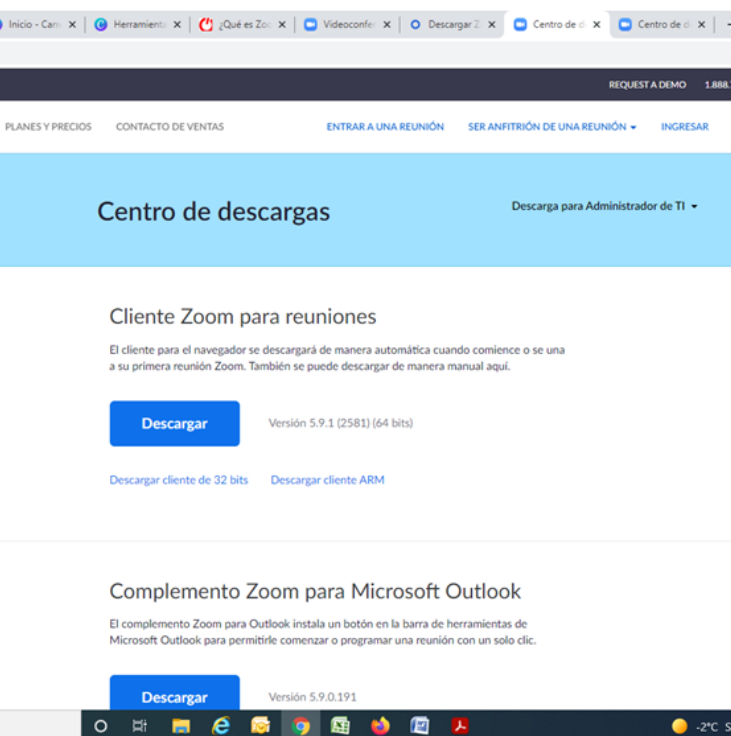 Inicio - Can
Herramient
¿Qué es Zoo
Videoconfe
Descargar Z
Centro de d
Centro de d
REQUEST A DEMO 1.888.
PLANES Y PRECIOS CONTACTO DE VENTAS ENTRAR A UNA REUNIÓN SER ANFITRIÓN DE UNA REUNIÓN INGRESAR
Centro de descargas
Descarga para Administrador de TI
Cliente Zoom para reuniones
El cliente para el navegador se descargará de manera automática cuando comience o se una
a su primera reunión Zoom. También se puede descargar de manera manual aquí.
Descargar Versión 5.9.1 (2581) (64 bits)
Descargar cliente de 32 bits Descargar cliente ARM
Complemento Zoom para Microsoft Outlook
El complemento Zoom para Outlook instala un botón en la barra de herramientas de
Microsoft Outlook para permitirle comenzar o programar una reunión con un solo clic.
Descargar Versión 5.9.0.191
-2°C S